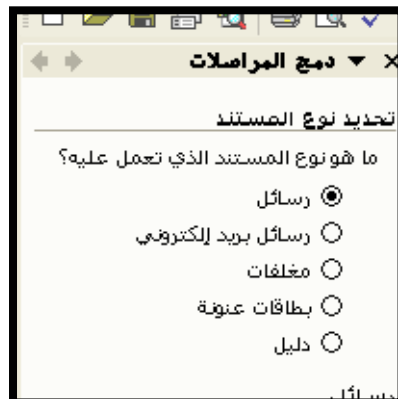 دمج المراسلات
تحديد نوع المستند
ما هو نوع المستند الذي تعمل عليه؟
رسائل
رسائل بريد إلكتروني
مغلفات
بطاقات عنونة
دليل
رسائل